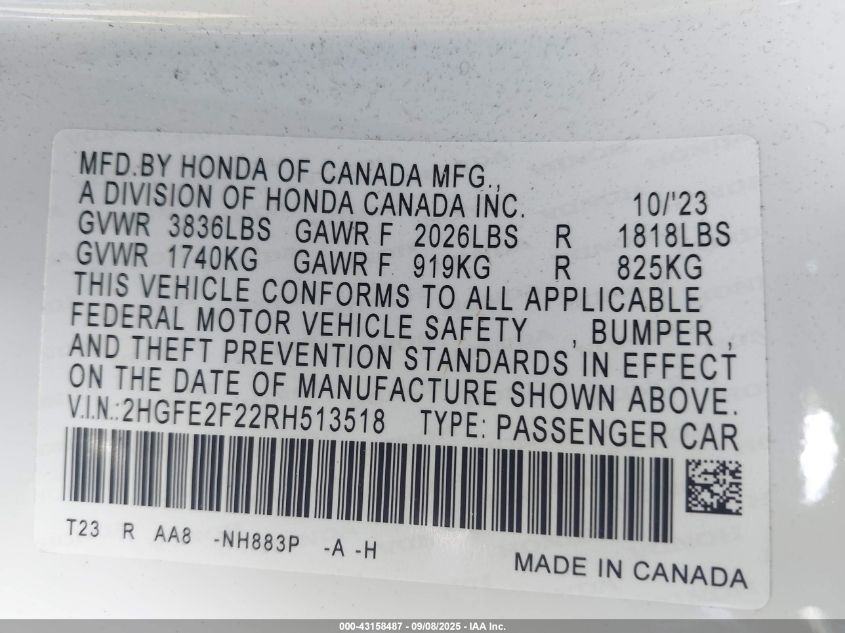 MFD.BY HONDA OF CANADA MFG.,
A DIVISION OF HONDA CANADA INC. 10/'23
GVWR 3836LBS GAWR F 2026LBS R 1818LBS
GVWR 1740KG GAWR F 919KG R 825KG
THIS VEHICLE CONFORMS TO ALL APPLICABLE
FEDERAL MOTOR VEHICLE SAFETY , BUMPER ,
AND THEFT PREVENTION STANDARDS IN EFFECT
ON THE DATE OF MANUFACTURE SHOWN ABOVE.
V.I.N.:2HGFE2F22RH513518 TYPE: PASSENGER CAR
T23 R AA8 -NH883P -A -H
MADE IN CANADA
000-43158487 - 09/08/2025 - IAA Inc.